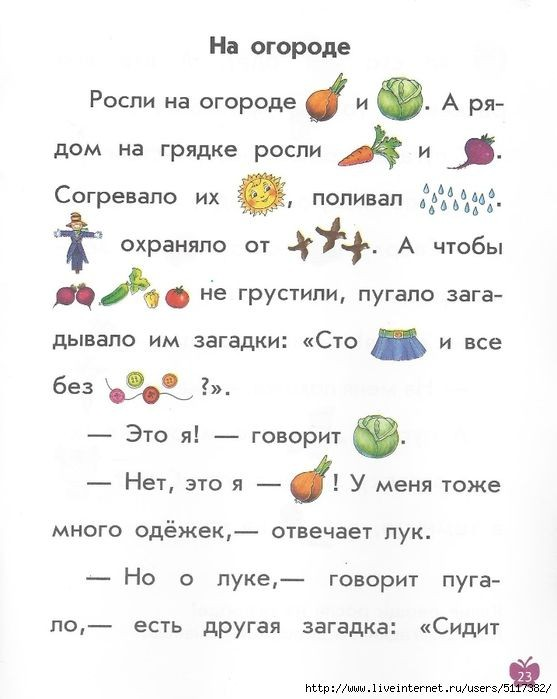 На огороде
Росли на огороде и . А ря-
дом на грядке росли и .
Согревало их , поливал .
охраняло от . А чтобы
, не грустили, пугало зага-
дывало им загадки: «Сто и все
без ?».
— Это я! — говорит .
— Нет, это я — ! У меня тоже
много одёжек,— отвечает лук.
— Но о луке,— говорит пуга-
ло,— есть другая загадка: «Сидит
23
http://www.liveinternet.ru/users/5117382/